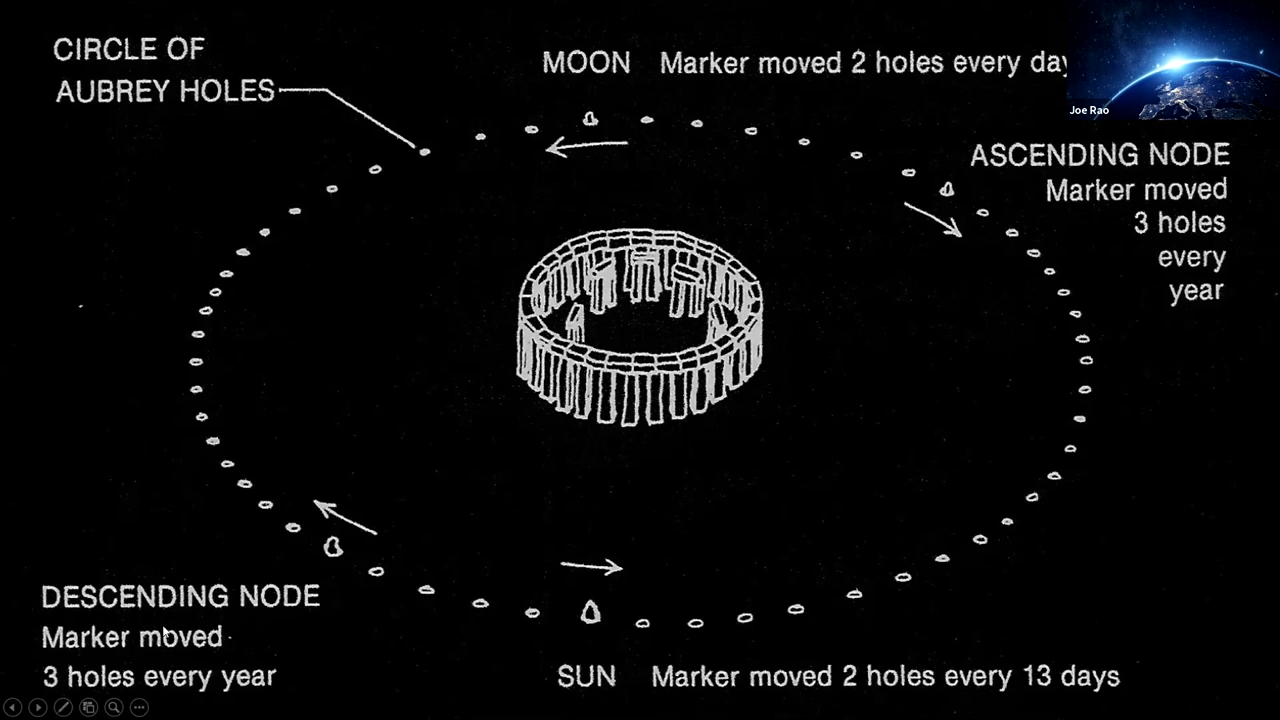 CIRCLE OF
AUBREY HOLES
MOON Marker moved 2 holes every day
Joe Rao
ASCENDING NODE
Marker moved
3 holes
every
year
DESCENDING NODE
Marker moved
3 holes every year
SUN Marker moved 2 holes every 13 days